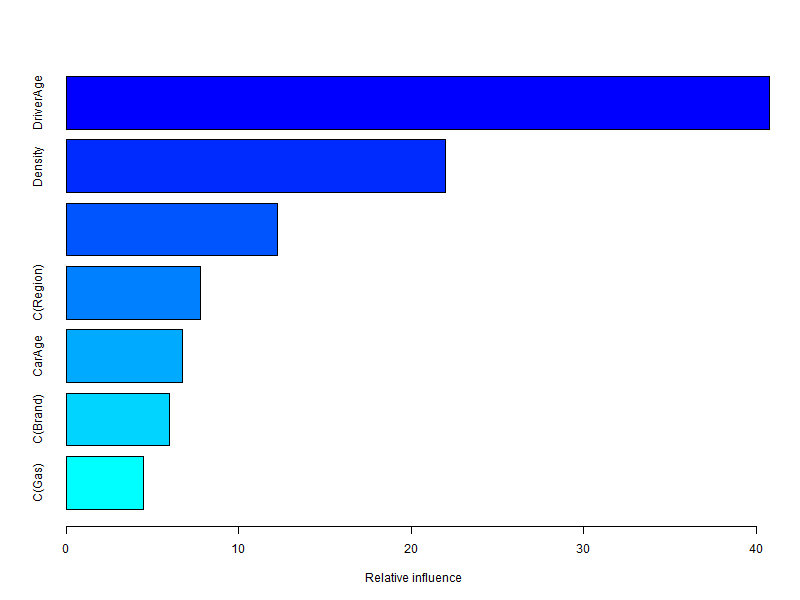 DriverAge
Density
C(Region)
CarAge
C(Brand)
C(Gas)
0 10 20 30 40
Relative influence